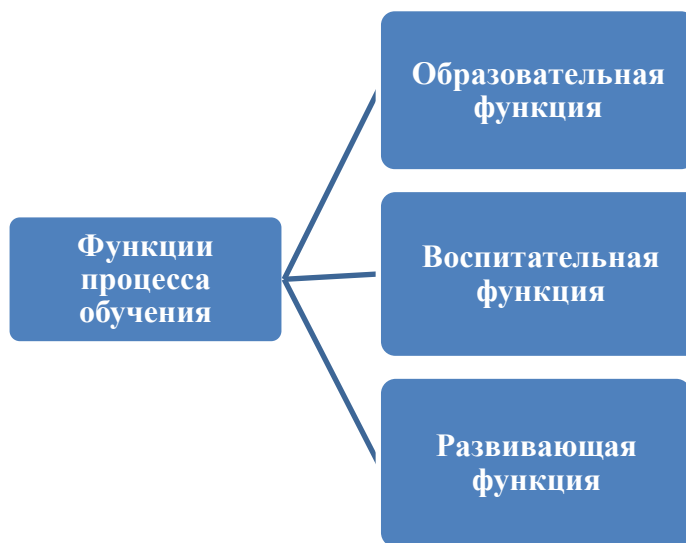 Функции
процесса
обучения
Образовательная
функция
Воспитательная
функция
Развивающая
функция